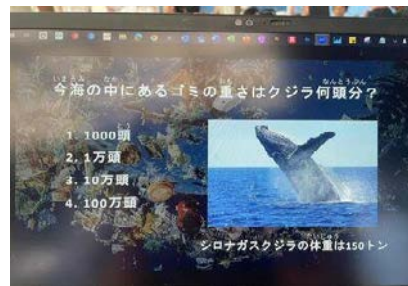 今海の中にあるゴミの重さはクジラ何頭分？
1. 1000頭
2. 1万頭
3. 10万頭
4. 100万頭
シロナガスクジラの体重は150トン